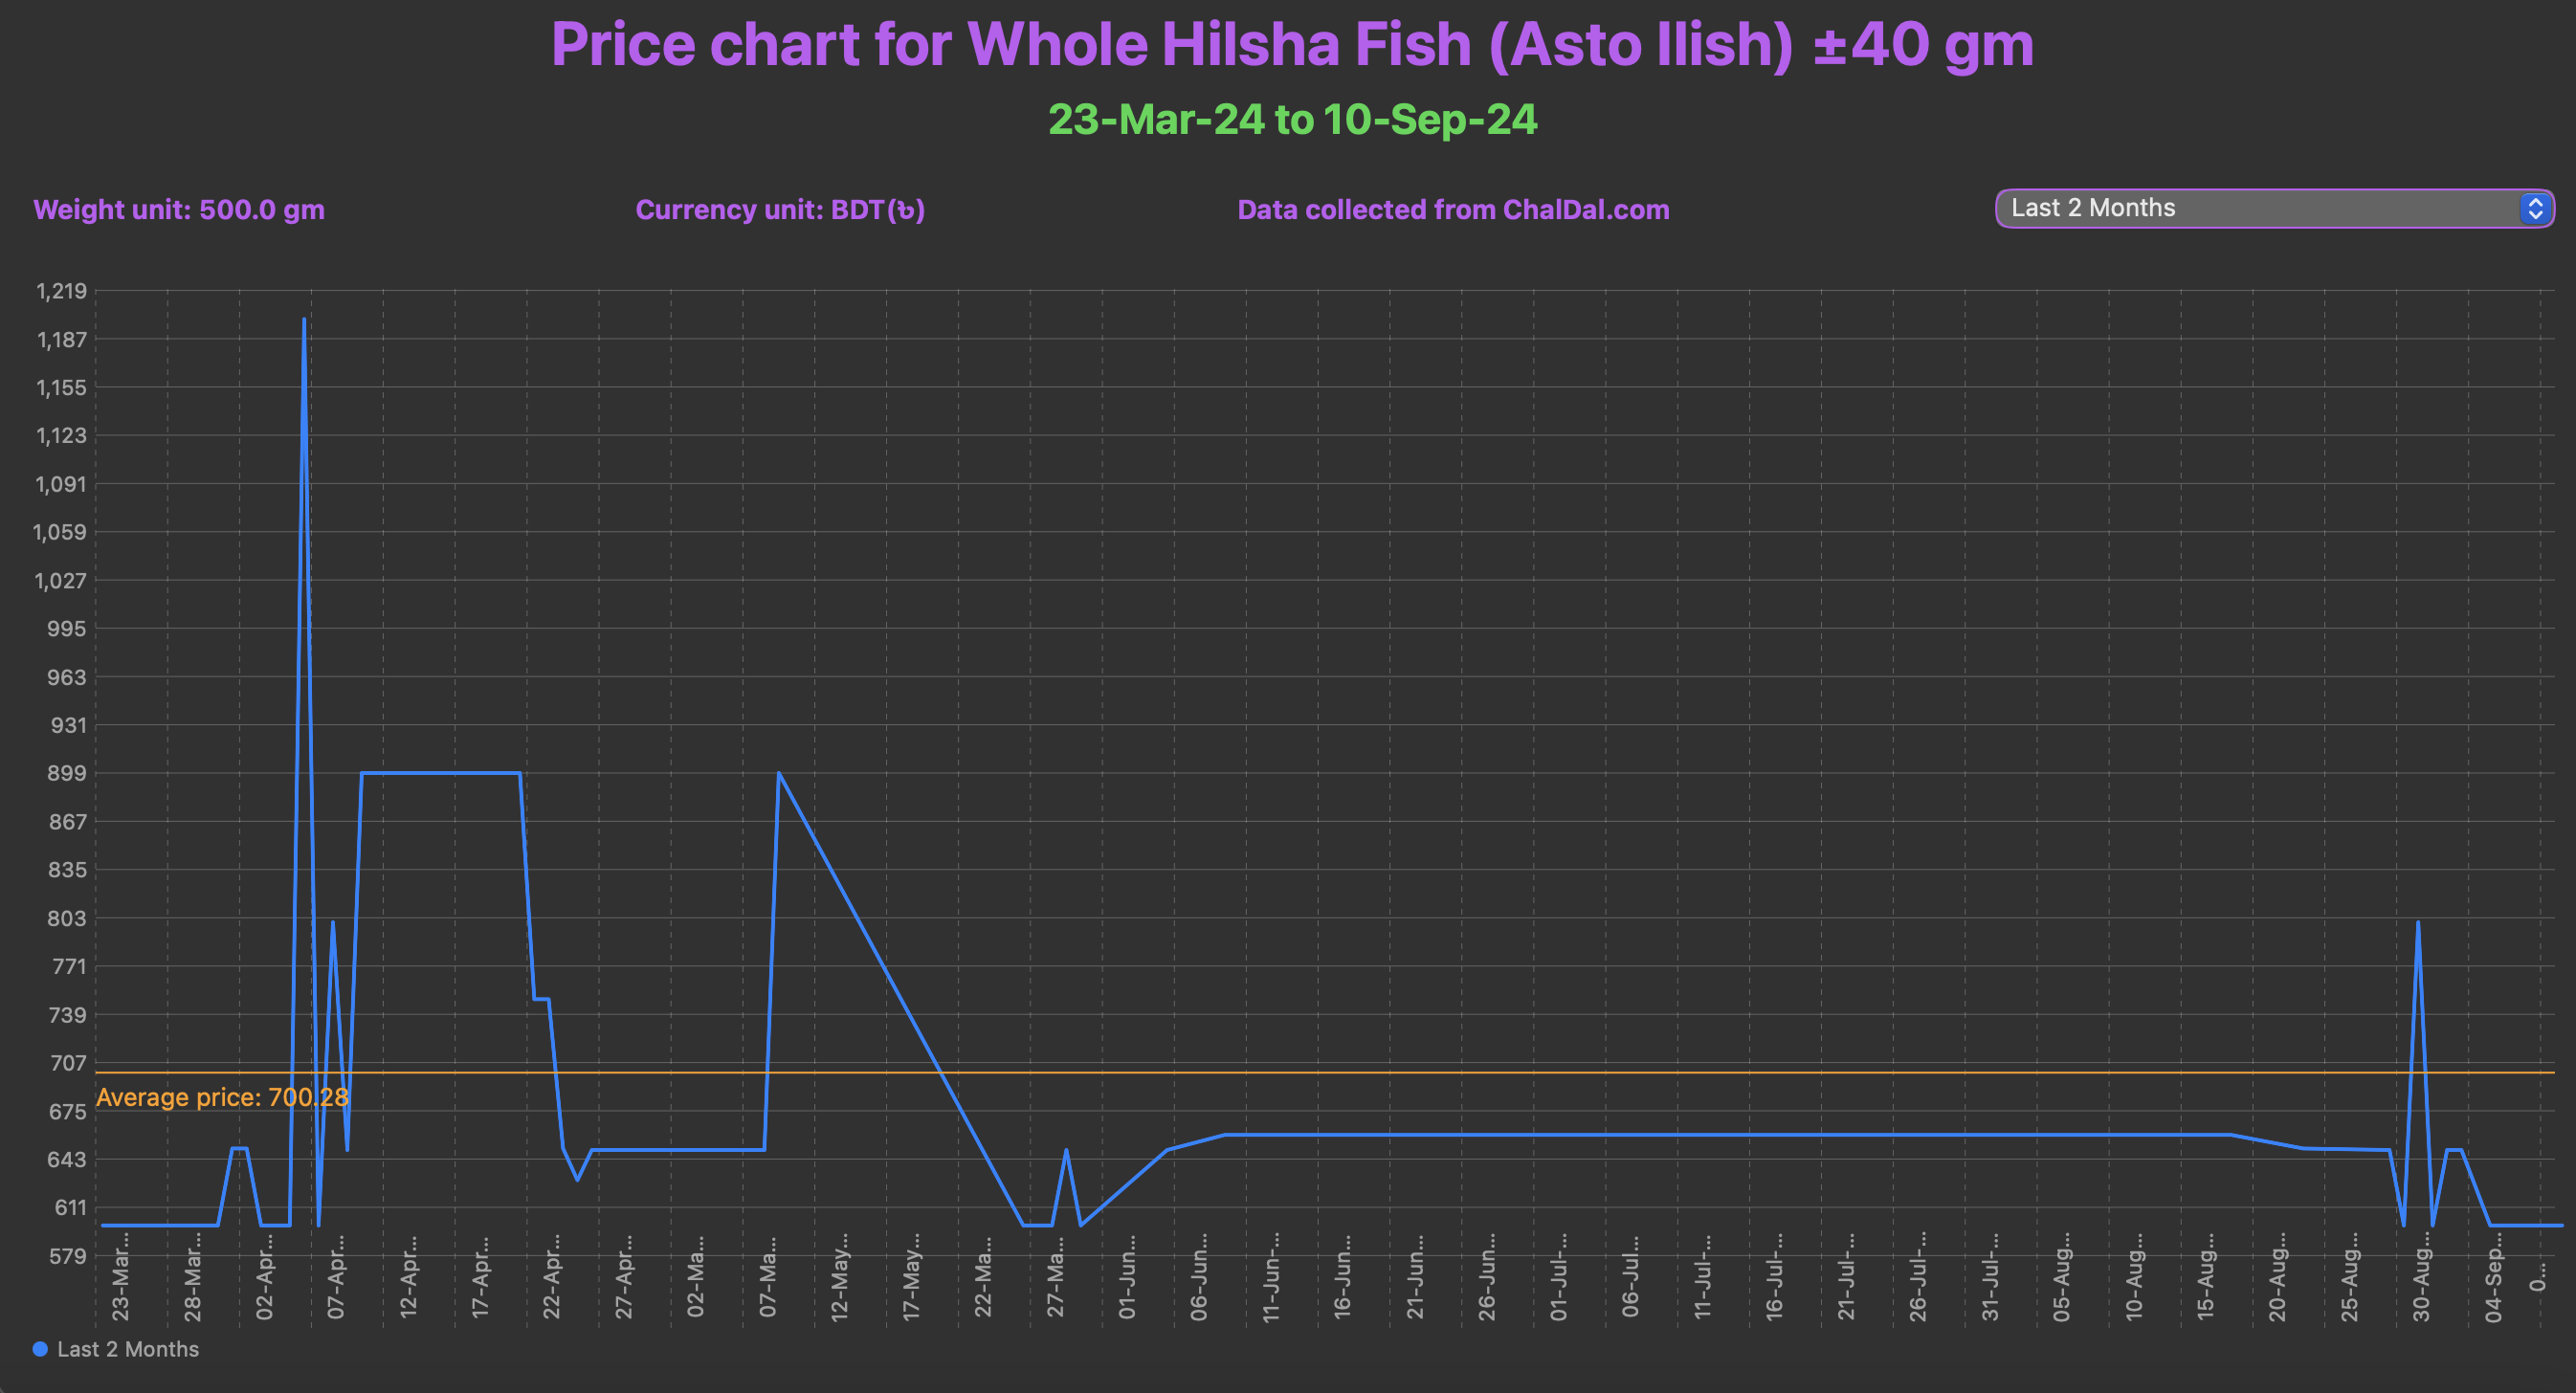 Price chart for Whole Hilsha Fish (Asto Ilish) ±40 gm
23-Mar-24 to 10-Sep-24
Weight unit: 500.0 gm
Currency unit: BDT(৳)
Data collected from ChalDal.com
Last 2 Months
1,219
1,187
1,155
1,123
1,091
1,059
1,027
995
963
931
899
867
835
803
771
739
707
Average price: 700.28
675
643
611
579
23-Mar...
28-Mar...
02-Apr...
07-Apr...
12-Apr...
17-Apr...
22-Apr...
27-Apr...
02-Ma...
07-Ma...
12-May...
17-May...
22-Ma...
27-Ma...
01-Jun...
06-Jun...
11-Jun-...
16-Jun...
21-Jun...
26-Jun...
01-Jul-...
06-Jul...
11-Jul-...
16-Jul-...
21-Jul-...
26-Jul-...
31-Jul-...
05-Aug...
10-Aug...
15-Aug...
20-Aug...
25-Aug...
30-Aug...
04-Sep...
0...
Last 2 Months